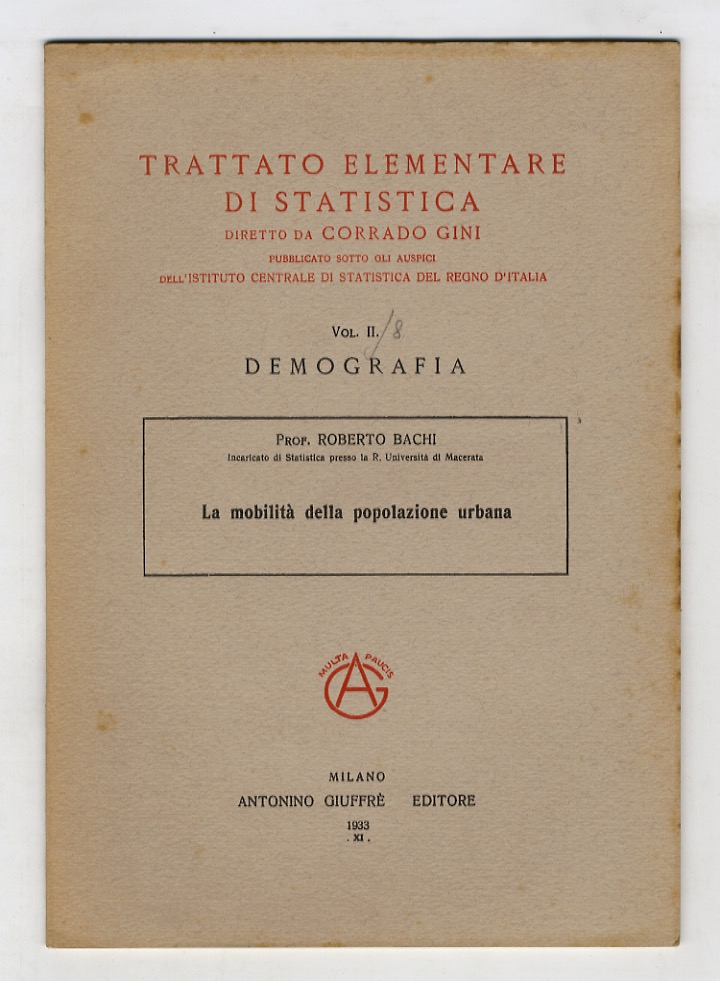 TRATTATO ELEMENTARE
DI STATISTICA
DIRETTO DA CORRADO GINI
PUBBLICATO SOTTO GLI AUSPICI
DELL'ISTITUTO CENTRALE DI STATISTICA DEL REGNO D'ITALIA
VOL. II. /8
DEMOGRAFIA
PROF. ROBERTO BACHI
Incaricato di Statistica presso la R. Università di Macerata
La mobilità della popolazione urbana
MULTA PAUCIS
AG
MILANO
ANTONINO GIUFFRÈ EDITORE
1933
. XI .